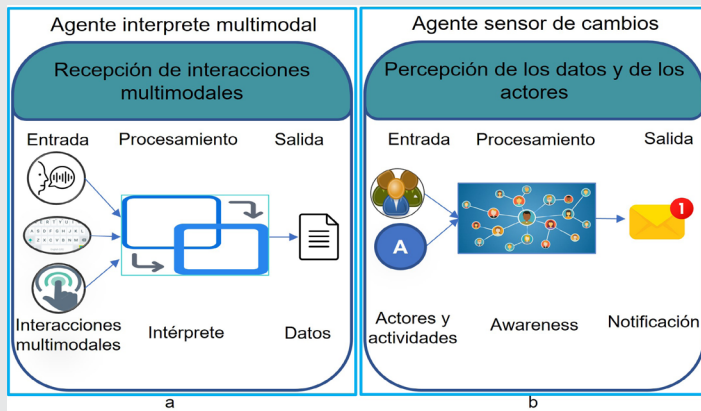 Agente interprete multimodal
Recepción de interacciones
multimodales
Entrada Procesamiento Salida
Interacciones
multimodales
Intérprete
Datos
a
Agente sensor de cambios
Percepción de los datos y de los
actores
Entrada Procesamiento Salida
A
1
Actores y
actividades
Awareness
Notificación
b